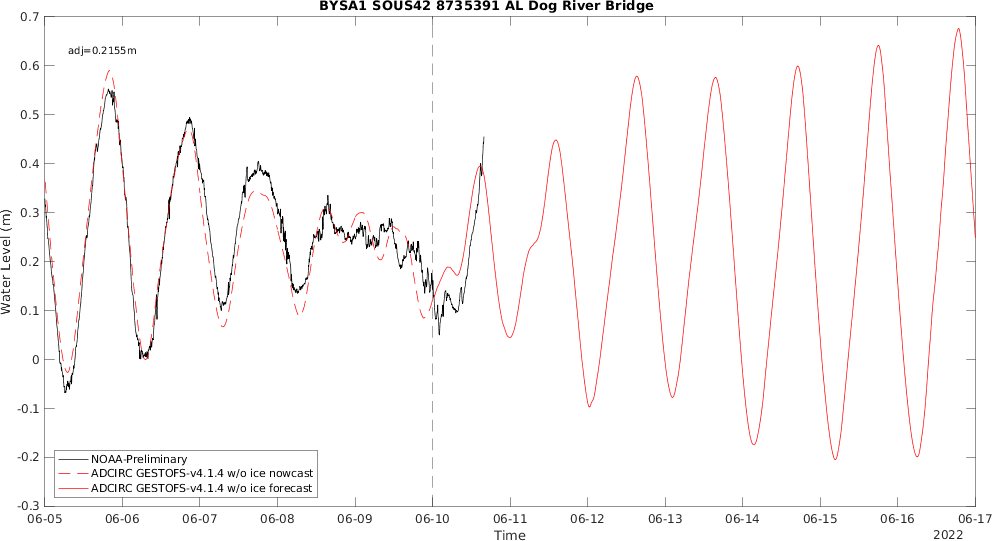 BYSA1 SOUS42 8735391 AL Dog River Bridge
adj=0.2155m
0.7
0.6
0.5
0.4
0.3
0.2
0.1
0
-0.1
-0.2
-0.3
Water Level (m)
NOAA-Preliminary
ADCIRC GESTOFS-v4.1.4 w/o ice nowcast
ADCIRC GESTOFS-v4.1.4 w/o ice forecast
06-05 06-06 06-07 06-08 06-09 06-10 06-11 06-12 06-13 06-14 06-15 06-16 06-17
Time
2022